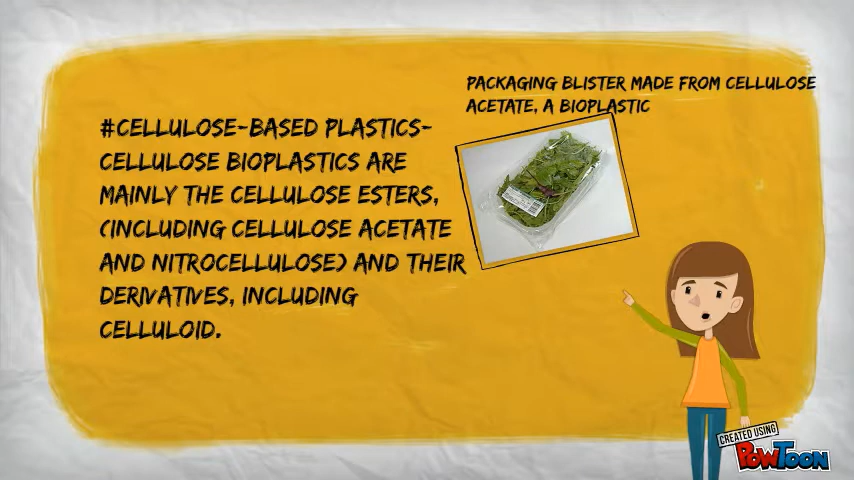 PACKAGING BLISTER MADE FROM CELLULOSE
ACETATE, A BIOPLASTIC
#CELLULOSE-BASED PLASTICS-
CELLULOSE BIOPLASTICS ARE
MAINLY THE CELLULOSE ESTERS,
(INCLUDING CELLULOSE ACETATE
AND NITROCELLULOSE) AND THEIR
DERIVATIVES, INCLUDING
CELLULOID.
CREATED USING
POWTOON